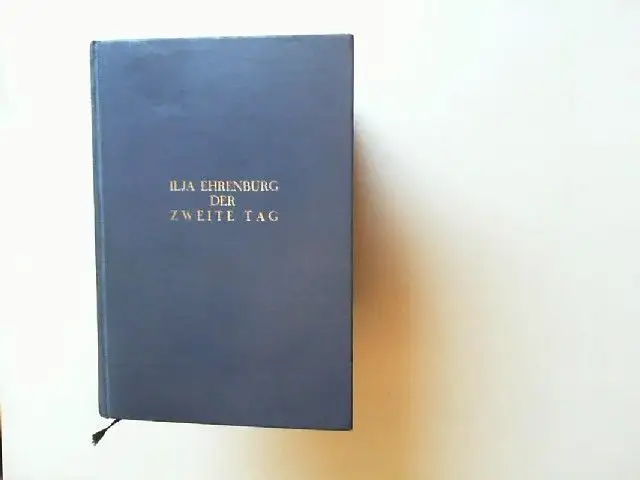 ILJA EHRENBURG
DER
ZWEITE TAG